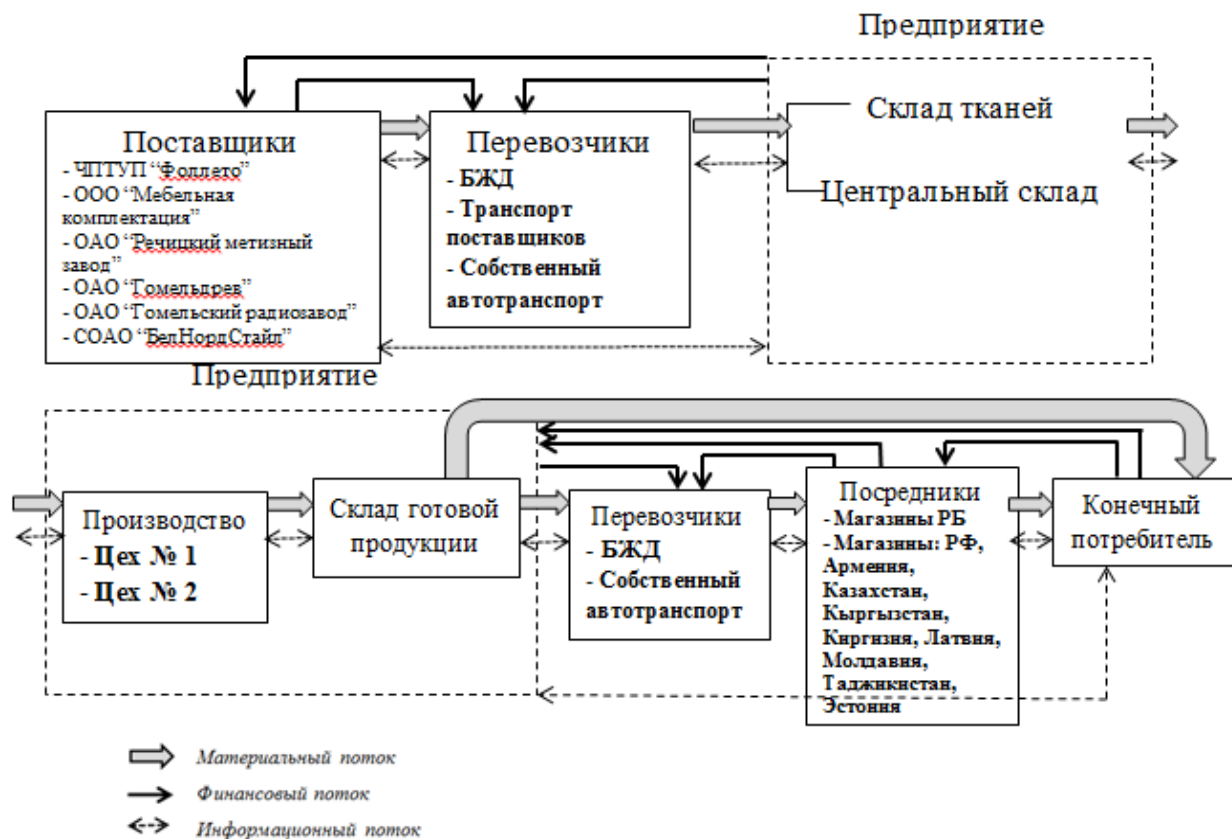 Предприятие
Поставщики
- ЧПТУП “Фоллето”
- ООО “Мебельная
комплектация”
- ОАО “Речицкий метизный
завод”
- ОАО “Гомельдрев”
- ОАО “Гомельский радиозавод”
- СОАО “БелНордСтайл”
Перевозчики
- БЖД
- Транспорт
поставщиков
- Собственный
автотранспорт
Склад тканей
Центральный склад
Предприятие
Производство
- Цех № 1
- Цех № 2
Склад готовой
продукции
Перевозчики
- БЖД
- Собственный
автотранспорт
Посредники
- Магазины РБ
- Магазины: РФ,
Армения,
Казахстан,
Кыргызстан,
Киргизия, Латвия,
Молдавия,
Таджикистан,
Эстония
Конечный
потребитель
Материальный поток
Финансовый поток
Информационный поток